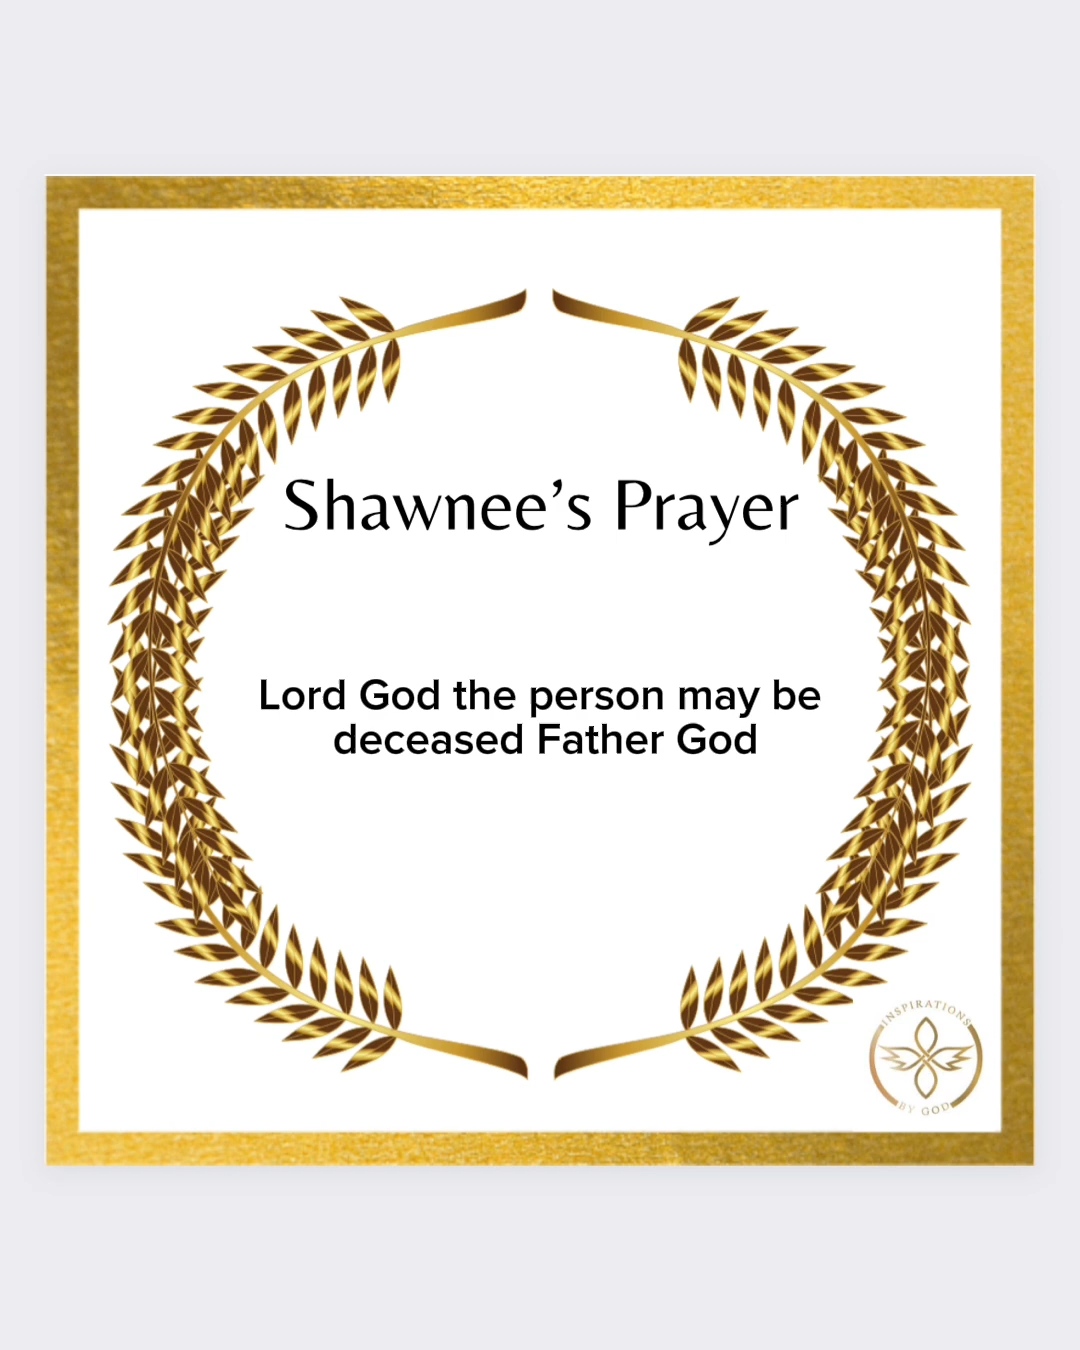 Shawnee’s Prayer
Lord God the person may be
deceased Father God
INSPIRATIONS
BY GOD